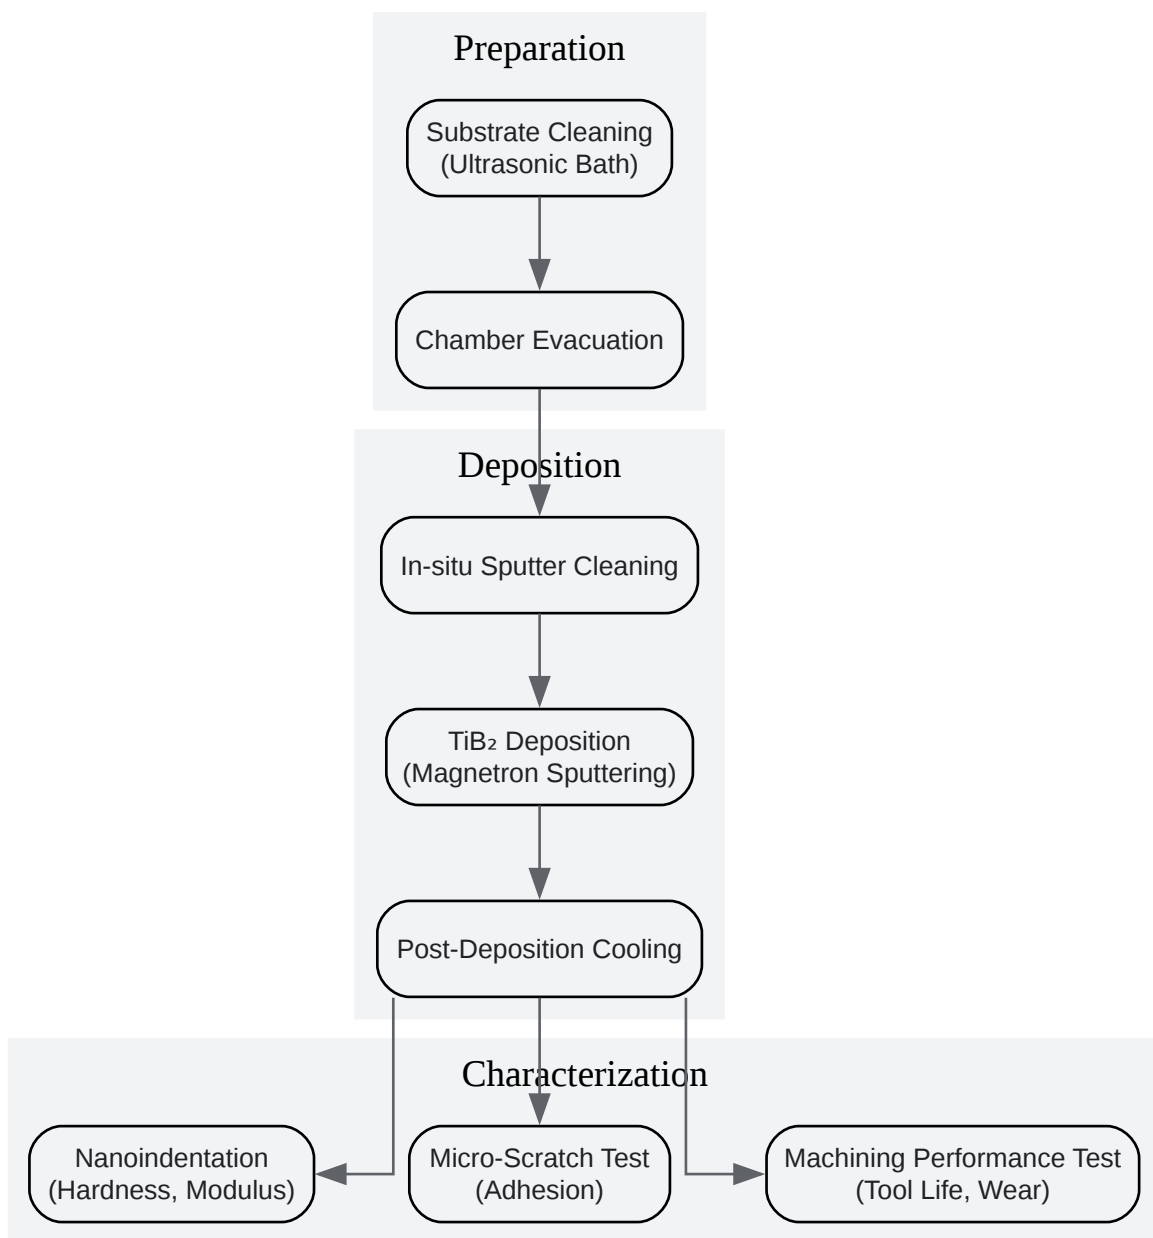 Preparation
Substrate Cleaning
(Ultrasonic Bath)
Chamber Evacuation
Deposition
In-situ Sputter Cleaning
TiB₂ Deposition
(Magnetron Sputtering)
Post-Deposition Cooling
Characterization
Nanoindentation
(Hardness, Modulus)
Micro-Scratch Test
(Adhesion)
Machining Performance Test
(Tool Life, Wear)